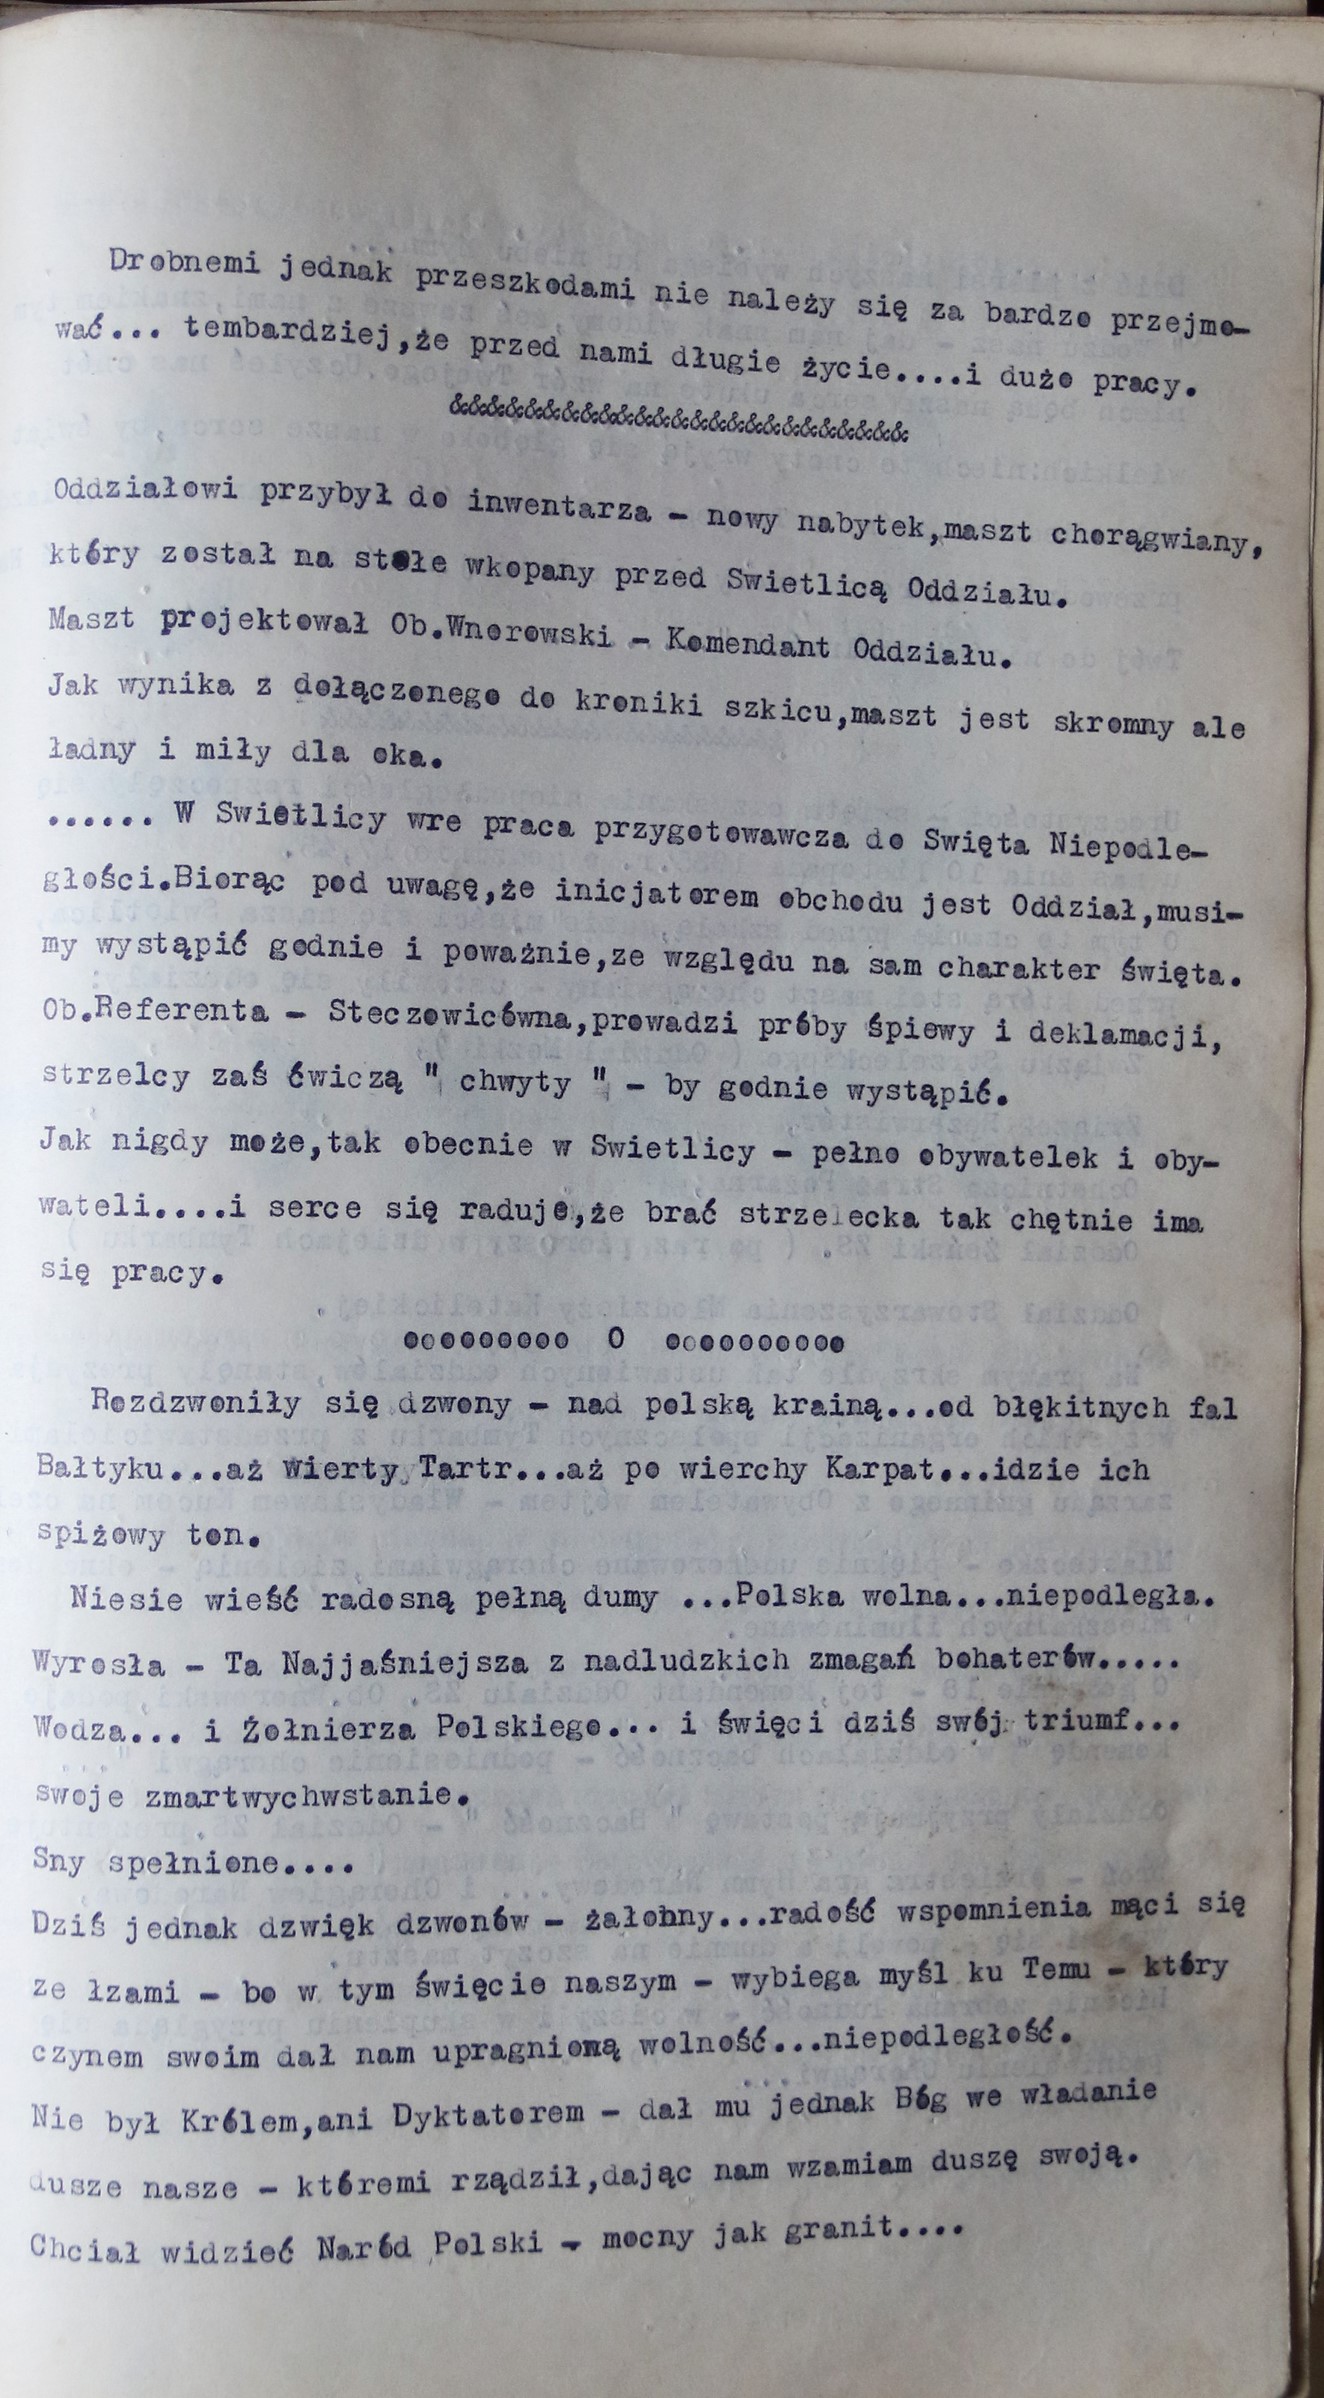 Drobnemi jednak przeszkodami nie należy się za bardzo przejmo-
wać... tembardziej,że przed nami długie życie....i dużo pracy.
&&&&&&&&&&&&&&&&&&&&&&&&&
Oddziałowi przybył do inwentarza - nowy nabytek,maszt chorągwiany,
który został na stołe wkopany przed Swietlicą Oddziału.
Maszt projektował Ob.Wnorowski - Komendant Oddziału.
Jak wynika z dołączonego do kroniki szkicu,maszt jest skromny ale
ładny i miły dla oka.
...... W Swietlicy wre praca przygotowawcza do Swięta Niepodle-
głości.Biorąc pod uwagę,że inicjatorem obchodu jest Oddział,musi-
my wystąpić godnie i poważnie,ze względu na sam charakter święta.
Ob.Referenta - Steczowicówna,prowadzi próby śpiewy i deklamacji,
strzelcy zaś ćwiczą " chwyty " - by godnie wystąpić.
Jak nigdy może,tak obecnie w Swietlicy - pełno obywatelek i oby-
wateli....i serce się raduje,że brać strzelecka tak chętnie ima
się pracy.
oooooooooo O ooooooooooo
Rozdzwoniły się dzwony - nad polską krainą...od błękitnych fal
Bałtyku...aż wierty Tartr...aż po wierchy Karpat...idzie ich
spiżowy ton.
Niesie wieść radosną pełną dumy ...Polska wolna...niepodległa.
Wyrosła - Ta Najjaśniejsza z nadludzkich zmagań bohaterów.....
Wodza... i Żołnierza Polskiego... i święci dziś swój triumf...
swoje zmartwychwstanie.
Sny spełnione....
Dziś jednak dzwięk dzwonów - żałobny...radość wspomnienia mąci się
ze łzami - bo w tym święcie naszym - wybiega myśl ku Temu - który
czynem swoim dał nam upragnioną wolność...niepodległość.
Nie był Królem,ani Dyktatorem - dał mu jednak Bóg we władanie
dusze nasze - któremi rządził,dając nam wzamiam duszę swoją.
Chciał widzieć Naród Polski - mocny jak granit....